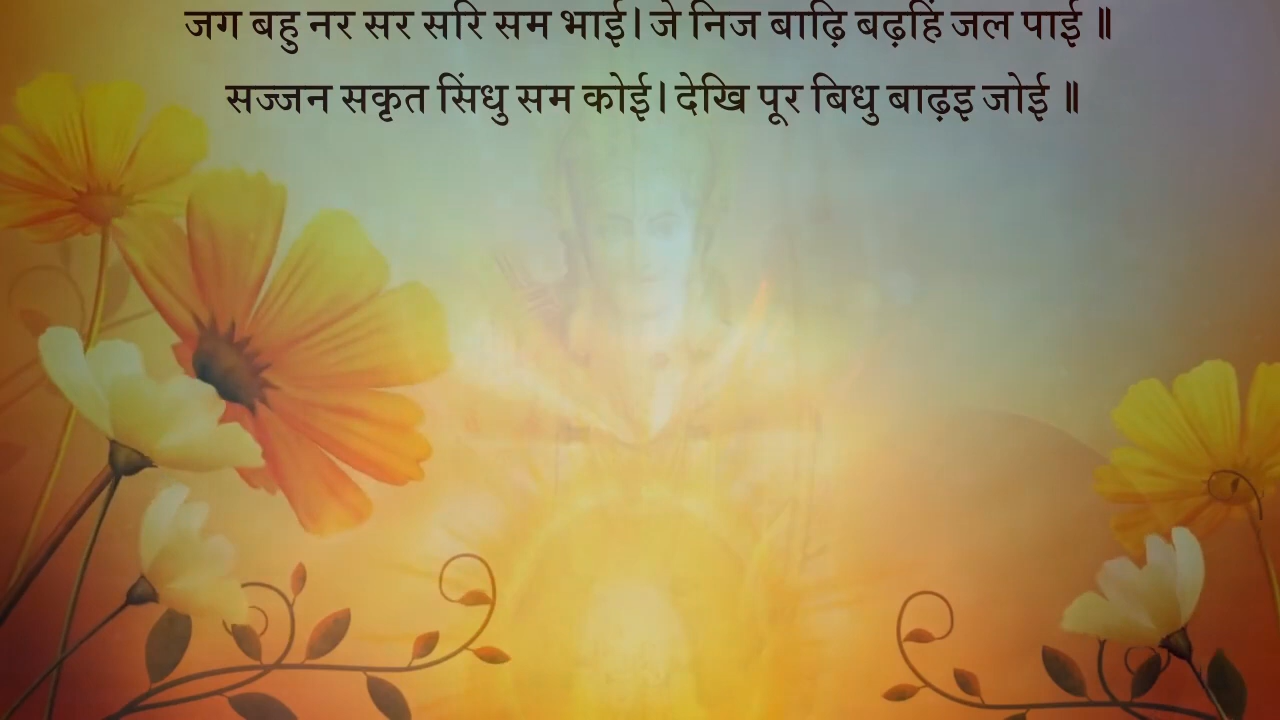 जग बहु नर सर सरि सम भाई। जे निज बाढ़ि बढ़हिं जल पाई॥
सज्जन सकृत सिंधु सम कोई। देखि पूर बिधु बाढ़इ जोई॥